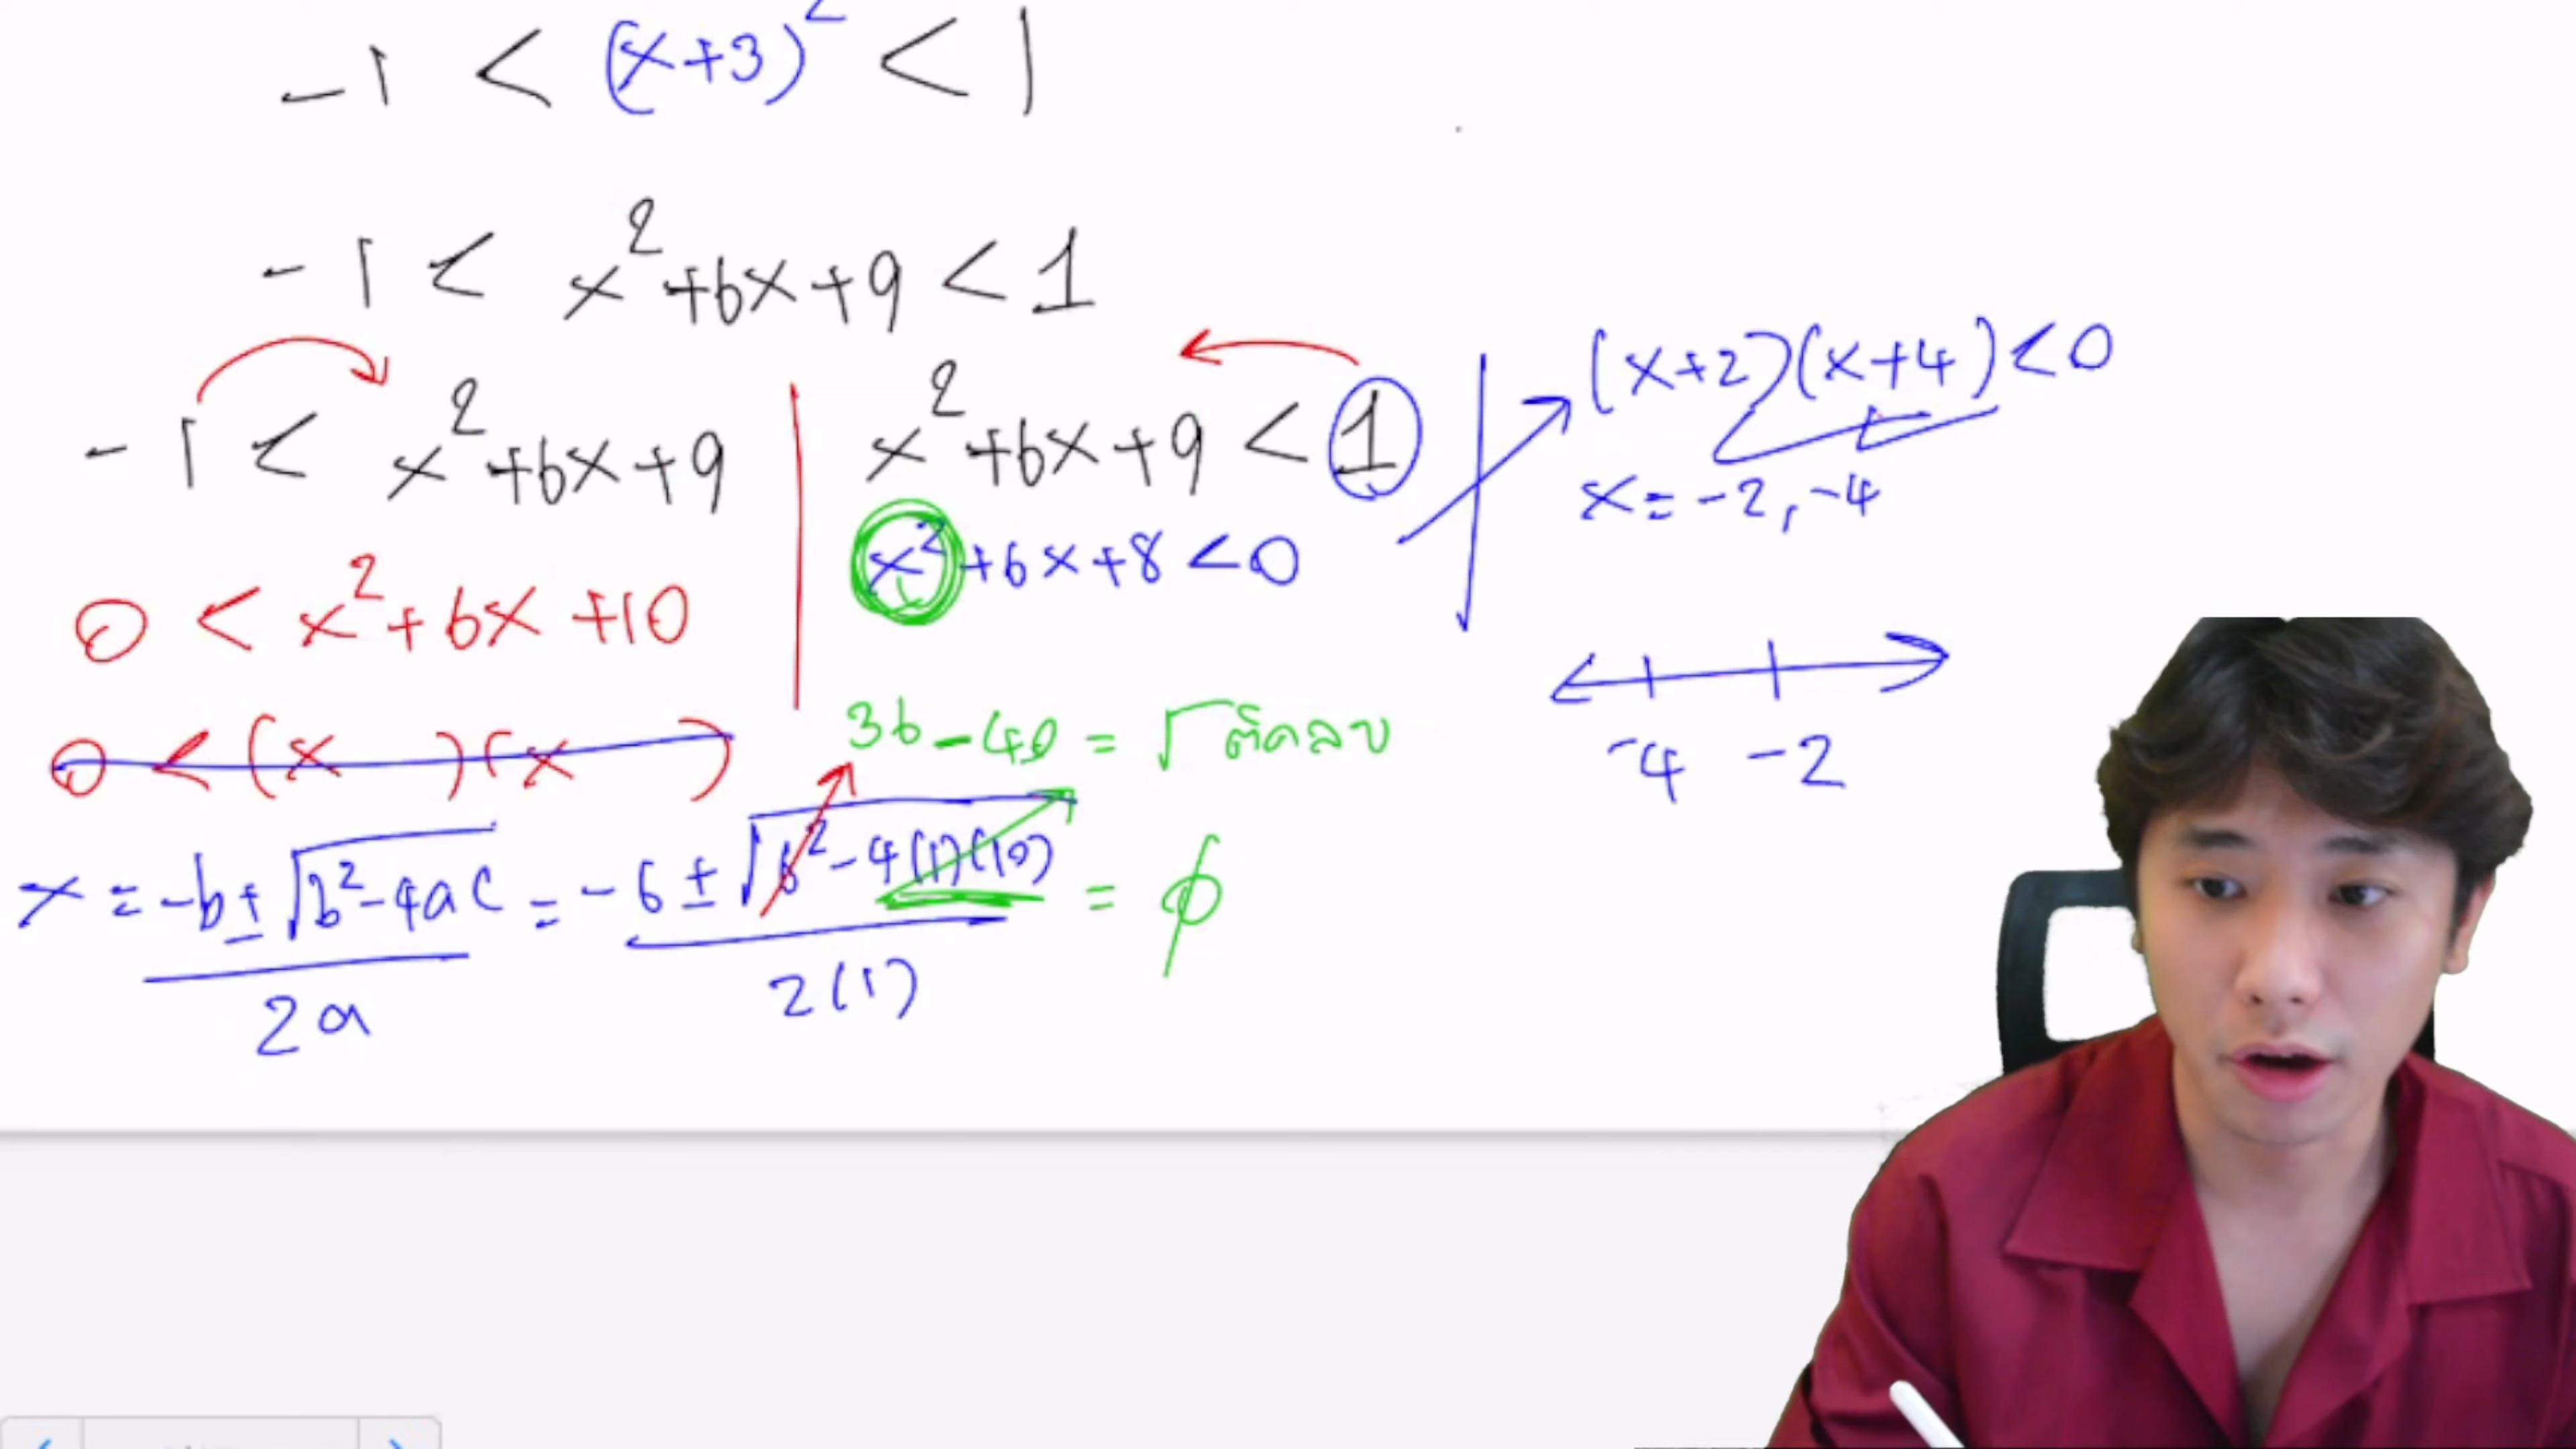 -1 < (x+3)² < 1
-1 < x²+6x+9 < 1
-1 < x²+6x+9
0 < x²+6x+10
0 < (x )(x )
x = -b±√b²-4ac / 2a = -6±√6²-4(1)(10) / 2(1) = ϕ
36-40 = √ติดลบ
x²+6x+9 < 1
x²+6x+8 < 0
(x+2)(x+4) < 0
x = -2, -4
-4 -2